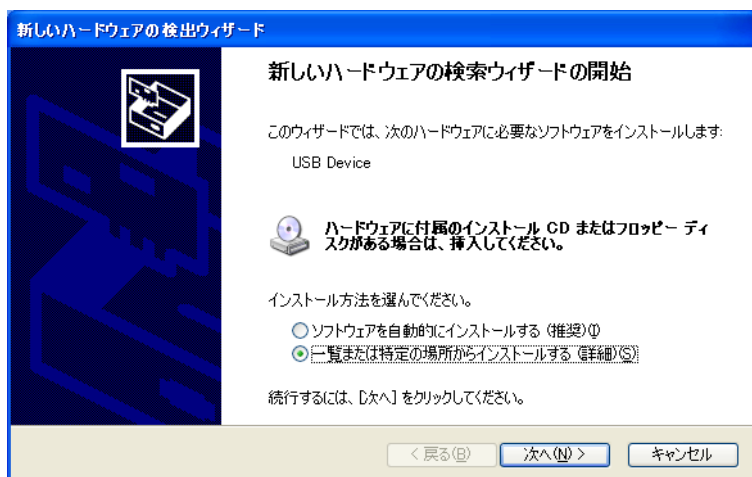 新しいハードウェアの検出ウィザード
新しいハードウェアの検索ウィザードの開始
このウィザードでは、次のハードウェアに必要なソフトウェアをインストールします:
USB Device
ハードウェアに付属のインストール CD またはフロッピー ディ
スクがある場合は、挿入してください。
インストール方法を選んでください。
ソフトウェアを自動的にインストールする (推奨)(I)
一覧または特定の場所からインストールする (詳細)(S)
続行するには、[次へ] をクリックしてください。
< 戻る(B)
次へ(N) >
キャンセル